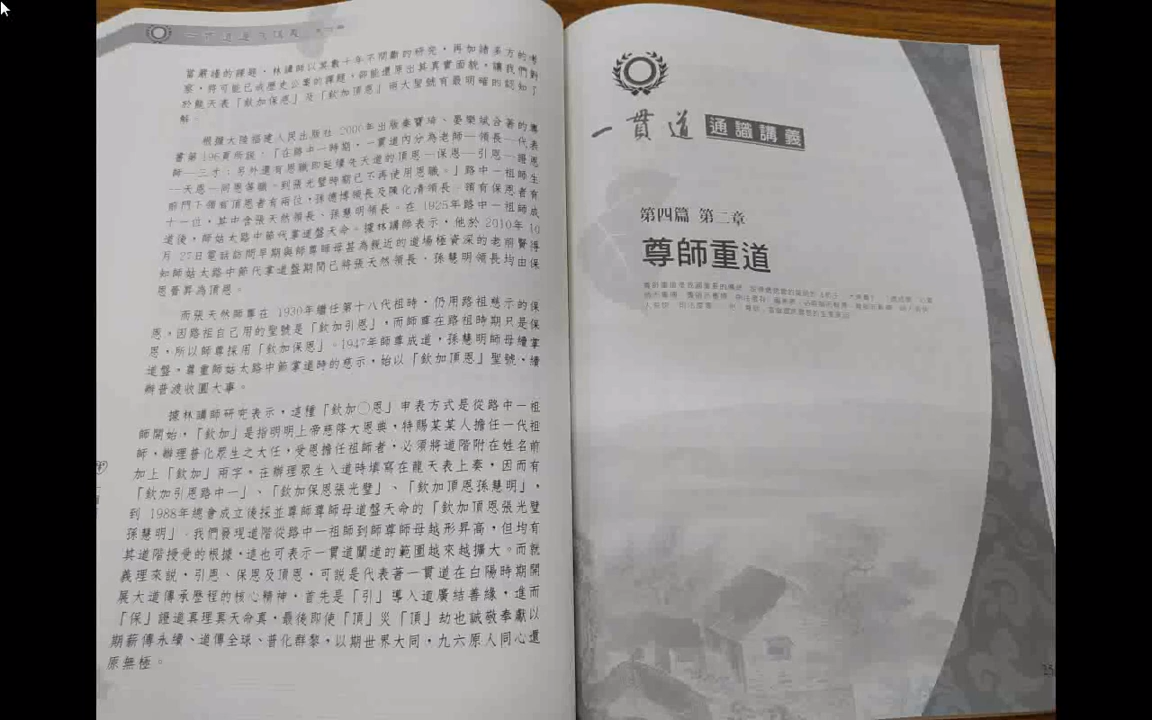 一貫道通識講義
當嚴謹的課題，林講師以其數十年不間斷的研究，再加諸多方的考
察，將可能已成歷史公案的課題，卻能還原出其真實面貌，讓我們對
於龍天表「欽加保恩」及「欽加頂恩」兩大聖號有最明確的認知了
解。
根據大陸福建人民出版社 2000年出版秦寶琦、晏樂斌合著的專
書第196頁所說：「在路中一時期，一貫道內分為老師—領長—代表
師—三才；另外還有恩職即延續先天道的頂恩—保恩—引恩—證恩
—天恩—同恩等職。到張光璧時期已不再使用恩職。」路中一祖師生
前門下領有頂恩者有兩位，孫德博領長及陳化清領長。領有保恩者有
十一位，其中含張天然領長、孫慧明領長。在 1925年路中一祖師成
道後，師姑太路中節代掌道盤天命。據林講師表示，他於 2010年 10
月 27日電話訪問早期與師尊師母甚為親近的道場極資深的老前賢得
知師姑太路中節代掌道盤期間已將張天然領長、孫慧明領長均由保
恩晉昇為頂恩。
而張天然師尊在 1930年繼任第十八代祖時，仍用路祖慈示的保
恩，因路祖自己用的聖號是「欽加引恩」，而師尊在路祖時期只是保
恩，所以師尊採用「欽加保恩」。1947年師尊成道，孫慧明師母續掌
道盤，尊重師姑太路中節掌道時的慈示，始以「欽加頂恩」聖號，續
辦普渡收圓大事。
據林講師研究表示，這種「欽加〇恩」申表方式是從路中一祖
師開始，「欽加」是指明明上帝慈降大恩典，特賜某某人擔任一代祖
師，辦理普化眾生之大任，受恩擔任祖師者，必須將道階附在姓名前
加上「欽加」兩字，在辦理眾生入道時填寫在龍天表上奏，因而有
「欽加引恩路中一」、「欽加保恩張光璧」、「欽加頂恩孫慧明」，
到 1988年總會成立後採並尊師尊師母道盤天命的「欽加頂恩張光璧
孫慧明」。我們發現道階從路中一祖師到師尊師母越形昇高，但均有
其道階授受的根據，這也可表示一貫道闡道的範圍越來越擴大。而就
義理來說，引恩、保恩及頂恩，可說是代表著一貫道在白陽時期開
展大道傳承歷程的核心精神，首先是「引」導入道廣結善緣，進而
「保」證道真理真天命真，最後即使「頂」災「頂」劫也誠敬奉獻以
期薪傳永續、道傳全球、普化群黎，以期世界大同，九六原人同心還
原無極。
一貫道 通識講義
第四篇 第二章
尊師重道